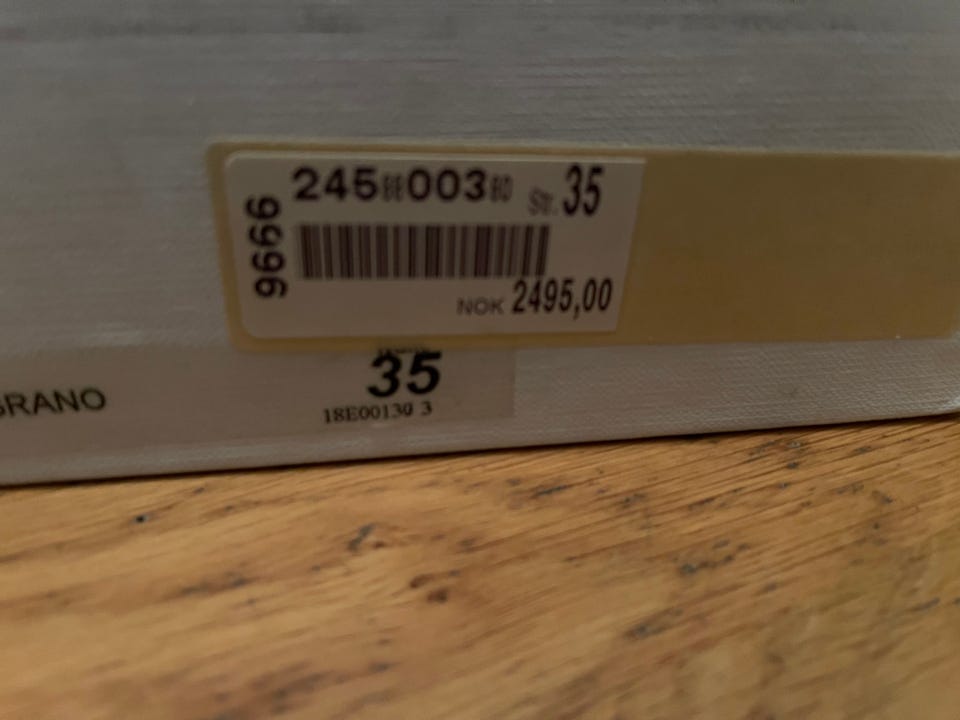 245 003 Str. 35
9666
NOK 2495,00
35
GRANO
18E00130 3